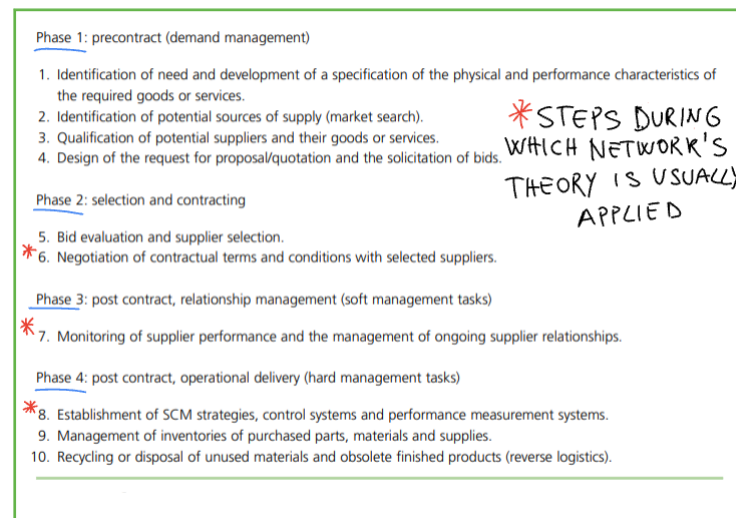 Phase 1: precontract (demand management)
1. Identification of need and development of a specification of the physical and performance characteristics of
the required goods or services.
2. Identification of potential sources of supply (market search).
3. Qualification of potential suppliers and their goods or services.
4. Design of the request for proposal/quotation and the solicitation of bids.
*STEPS DURING
WHICH NETWORK'S
THEORY IS USUALLY
APPLIED
Phase 2: selection and contracting
5. Bid evaluation and supplier selection.
* 6. Negotiation of contractual terms and conditions with selected suppliers.
Phase 3: post contract, relationship management (soft management tasks)
* 7. Monitoring of supplier performance and the management of ongoing supplier relationships.
Phase 4: post contract, operational delivery (hard management tasks)
* 8. Establishment of SCM strategies, control systems and performance measurement systems.
9. Management of inventories of purchased parts, materials and supplies.
10. Recycling or disposal of unused materials and obsolete finished products (reverse logistics).